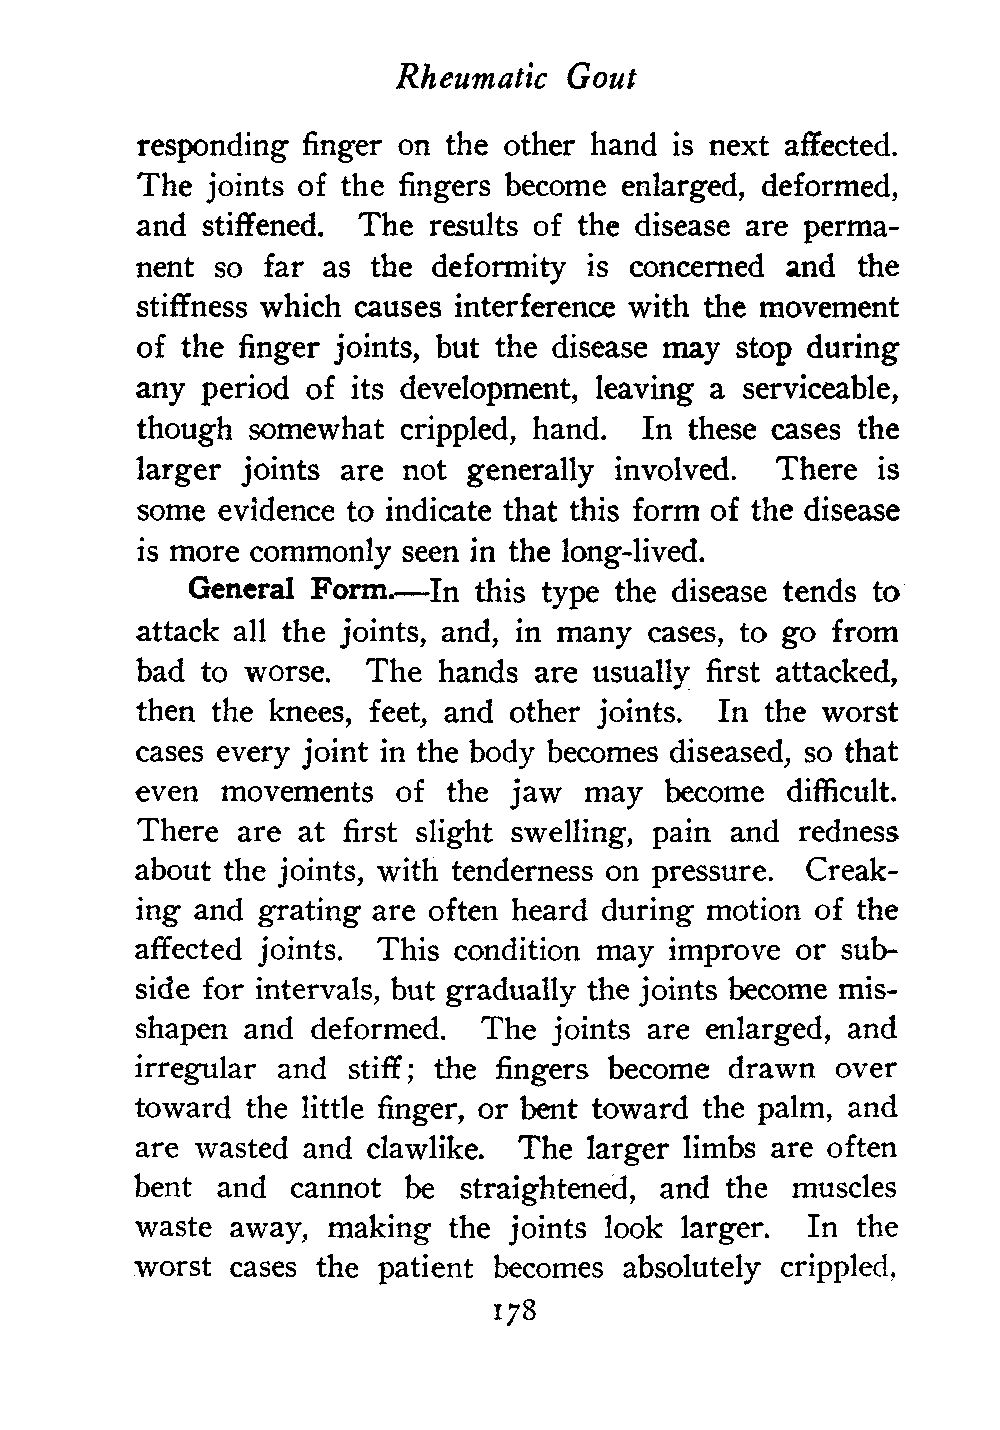 Rheumatic Gout
responding finger on the other hand is next affected.
The joints of the fingers become enlarged, deformed,
and stiffened. The results of the disease are perma-
nent so far as the deformity is concerned and the
stiffness which causes interference with the movement
of the finger joints, but the disease may stop during
any period of its development, leaving a serviceable,
though somewhat crippled, hand. In these cases the
larger joints are not generally involved. There is
some evidence to indicate that this form of the disease
is more commonly seen in the long-lived.
General Form.—In this type the disease tends to
attack all the joints, and, in many cases, to go from
bad to worse. The hands are usually first attacked,
then the knees, feet, and other joints. In the worst
cases every joint in the body becomes diseased, so that
even movements of the jaw may become difficult.
There are at first slight swelling, pain and redness
about the joints, with tenderness on pressure. Creak-
ing and grating are often heard during motion of the
affected joints. This condition may improve or sub-
side for intervals, but gradually the joints become mis-
shapen and deformed. The joints are enlarged, and
irregular and stiff; the fingers become drawn over
toward the little finger, or bent toward the palm, and
are wasted and clawlike. The larger limbs are often
bent and cannot be straightened, and the muscles
waste away, making the joints look larger. In the
worst cases the patient becomes absolutely crippled,
178